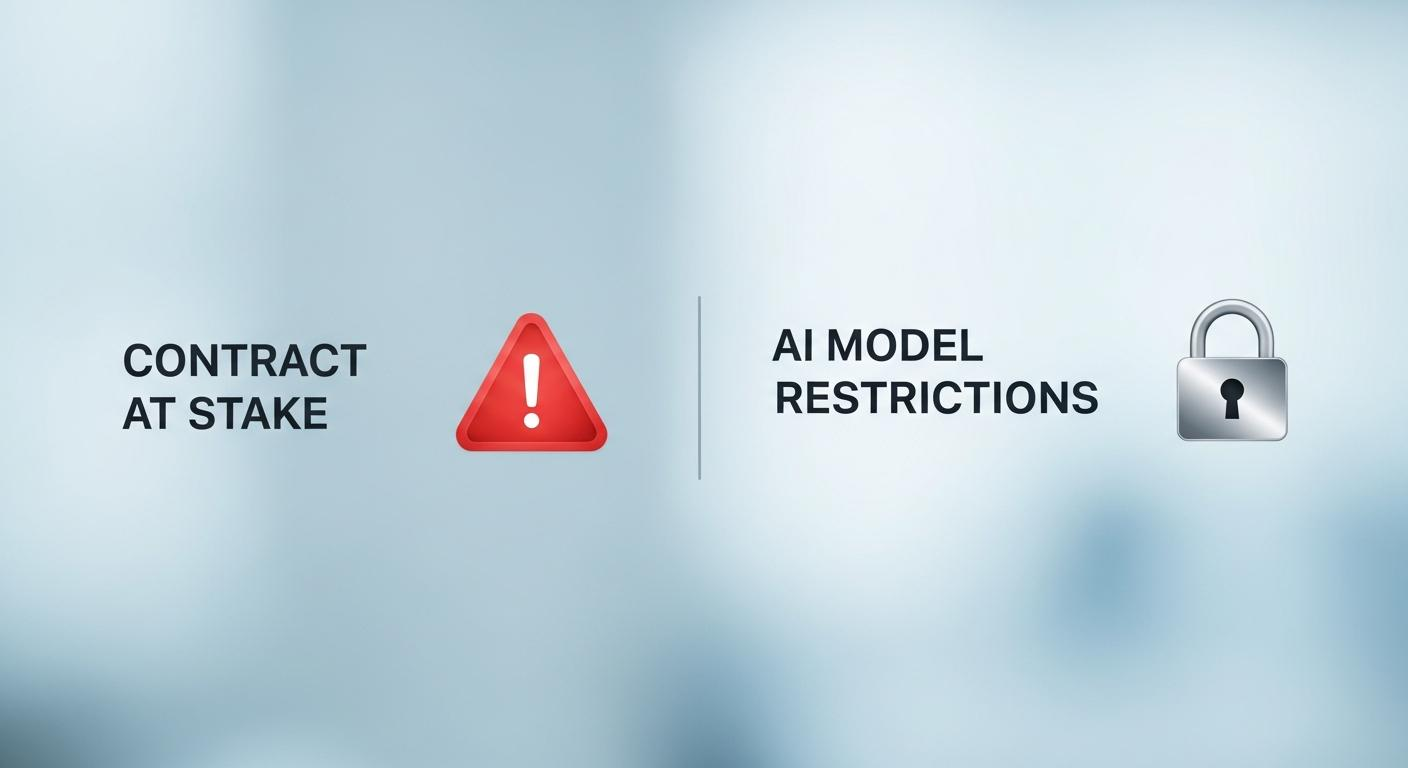 CONTRACT
AT STAKE
AI MODEL
RESTRICTIONS